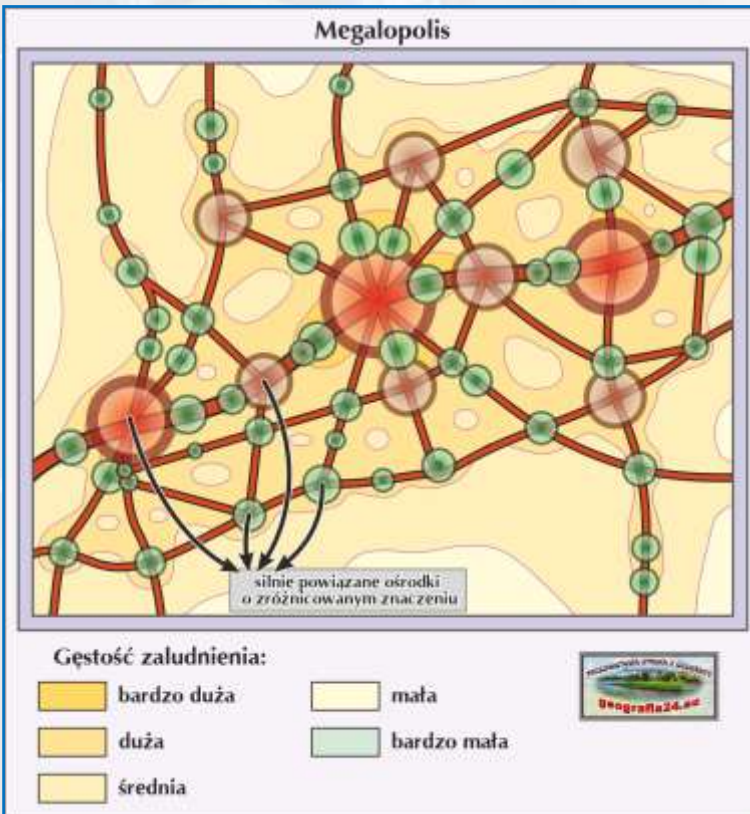 Megalopolis
silnie powiązane ośrodki
o zróżnicowanym znaczeniu
Gęstość zaludnienia:
bardzo duża
duża
średnia
mała
bardzo mała
geografia24.eu